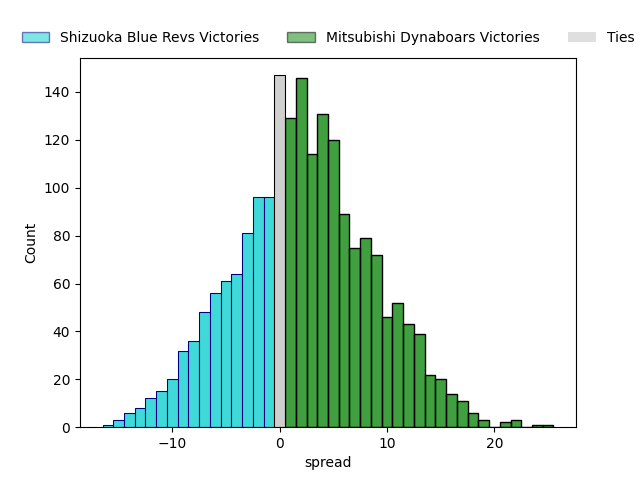 Shizuoka Blue Revs Victories Mitsubishi Dynaboars Victories Ties
140
120
100
80
60
40
20
0
Count
−10 0 10 20
spread